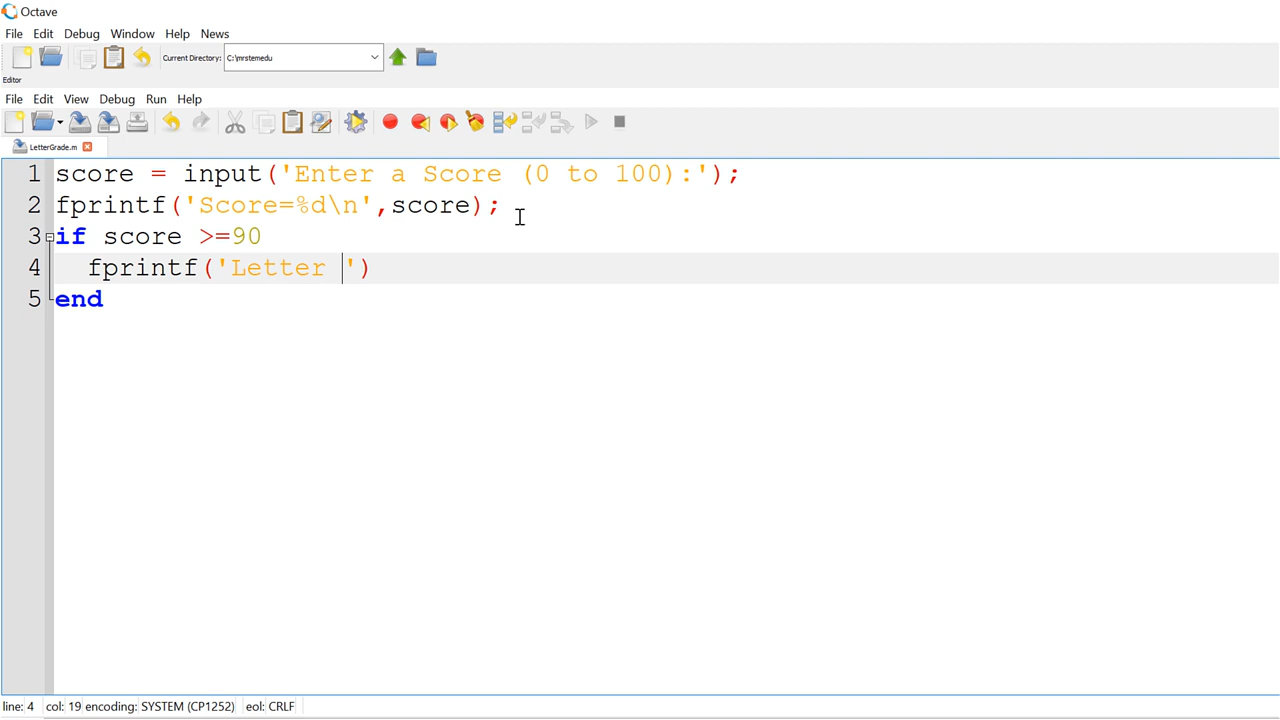 Octave
File Edit Debug Window Help News
Current Directory: C:\mrstemedu
Editor
File Edit View Debug Run Help
LetterGrade.m
1 score = input('Enter a Score (0 to 100):');
2 fprintf('Score=%d\n',score);
3 if score >=90
4 fprintf('Letter ')
5 end
line: 4 col: 19 encoding: SYSTEM (CP1252) eol: CRLF